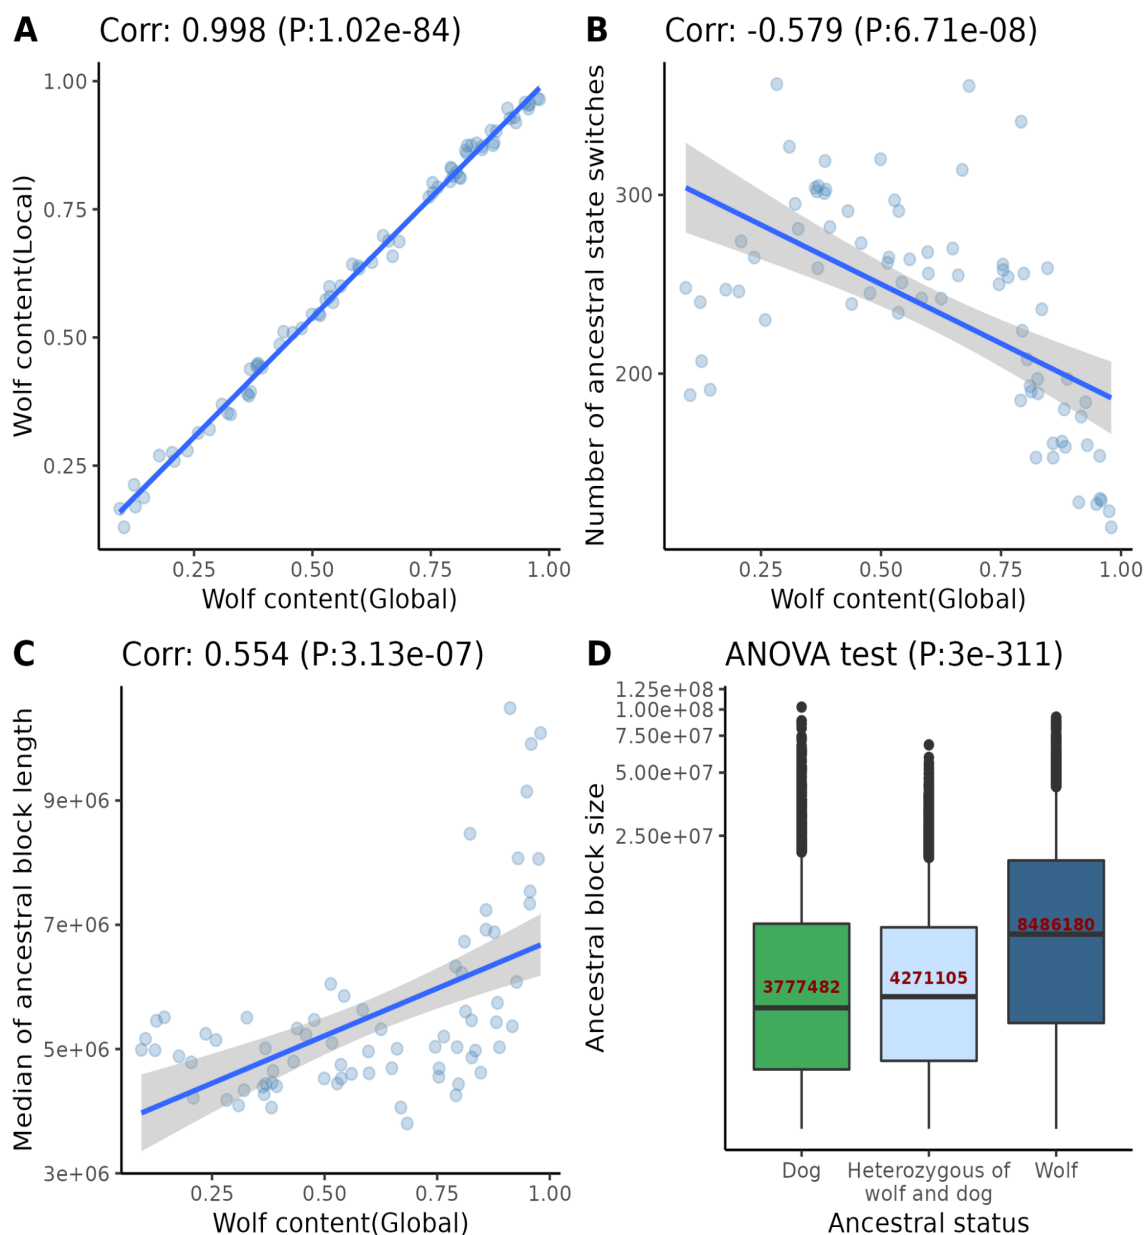 A Corr: 0.998 (P:1.02e-84)
Wolf content(Local)
1.00
0.75
0.50
0.25
0.25 0.50 0.75 1.00
Wolf content(Global)
B Corr: -0.579 (P:6.71e-08)
Number of ancestral state switches
300
200
0.25 0.50 0.75 1.00
Wolf content(Global)
C Corr: 0.554 (P:3.13e-07)
Median of ancestral block length
9e+06
7e+06
5e+06
3e+06
0.25 0.50 0.75 1.00
Wolf content(Global)
D ANOVA test (P:3e-311)
Ancestral block size
1.25e+08
1.00e+08
7.50e+07
5.00e+07
2.50e+07
3777482
4271105
8486180
Dog
Heterozygous of
wolf and dog
Wolf
Ancestral status